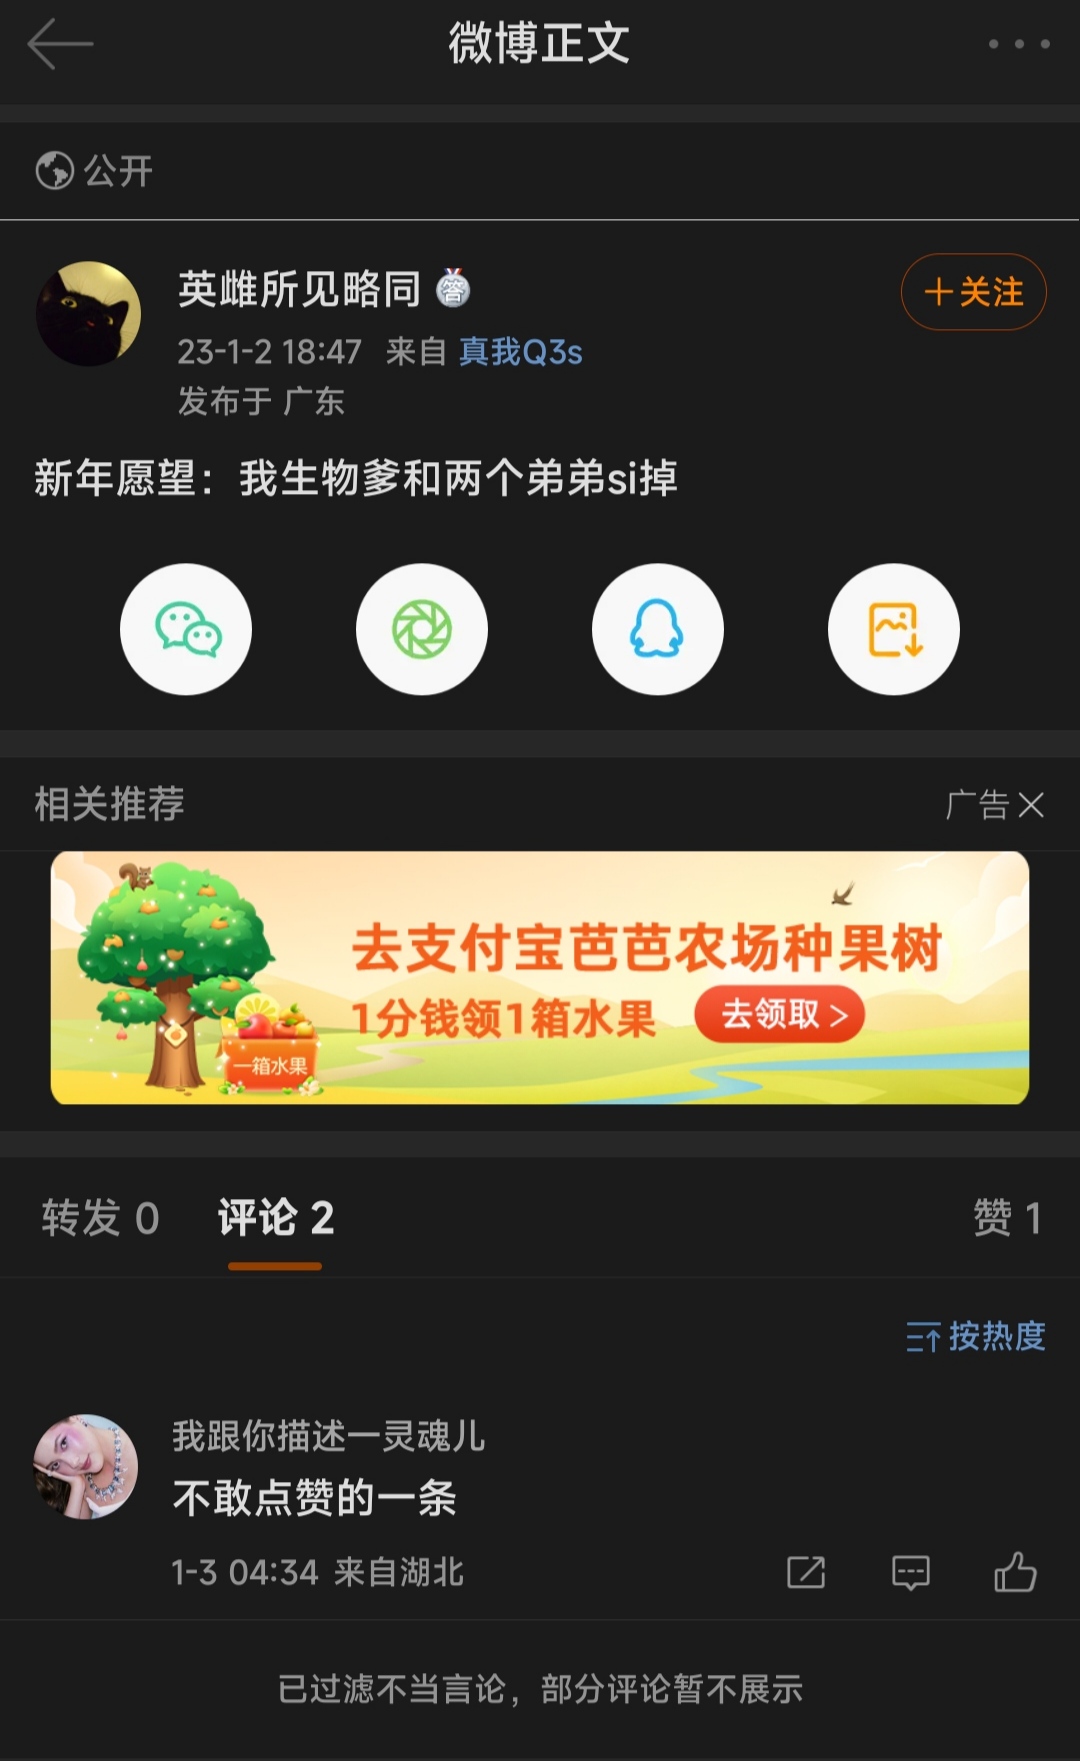 微博正文
公开
英雌所见略同 答
+关注
23-1-2 18:47 来自 真我Q3s
发布于 广东
新年愿望：我生物爹和两个弟弟si掉
相关推荐
广告
去支付宝芭芭农场种果树
1分钱领1箱水果
去领取 >
一箱水果
转发 0 评论 2 赞 1
按热度
我跟你描述一灵魂儿
不敢点赞的一条
1-3 04:34 来自湖北
已过滤不当言论，部分评论暂不展示